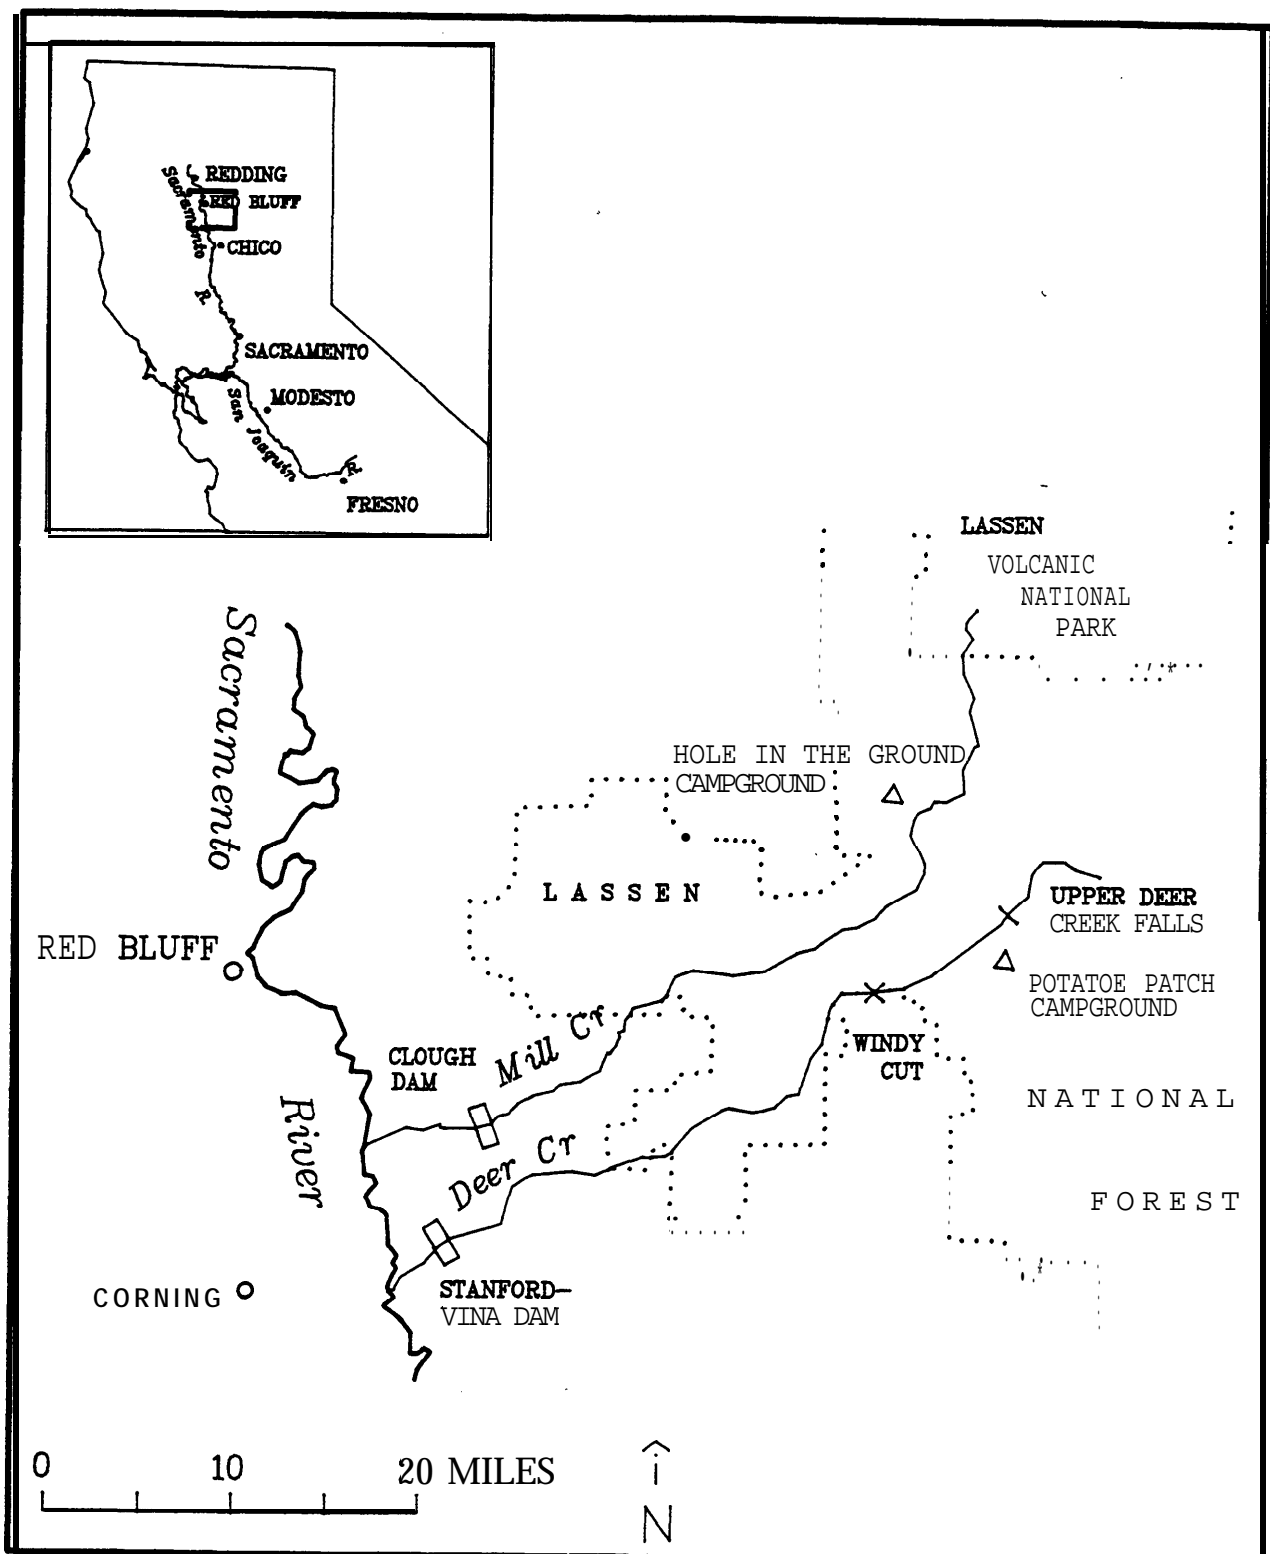 REDDING
Sacramento
RED BLUFF
CHICO
R.
SACRAMENTO
MODESTO
San Joaquin
R.
FRESNO
LASSEN
VOLCANIC
NATIONAL
PARK
Sacramento
HOLE IN THE GROUND
CAMPGROUND
LASSEN
UPPER DEER
CREEK FALLS
RED BLUFF
POTATOE PATCH
CAMPGROUND
WINDY
CUT
CLOUGH
DAM
Mill Cr
NATIONAL
River
Deer Cr
FOREST
STANFORD-
VINA DAM
CORNING
0 10 20 MILES
N